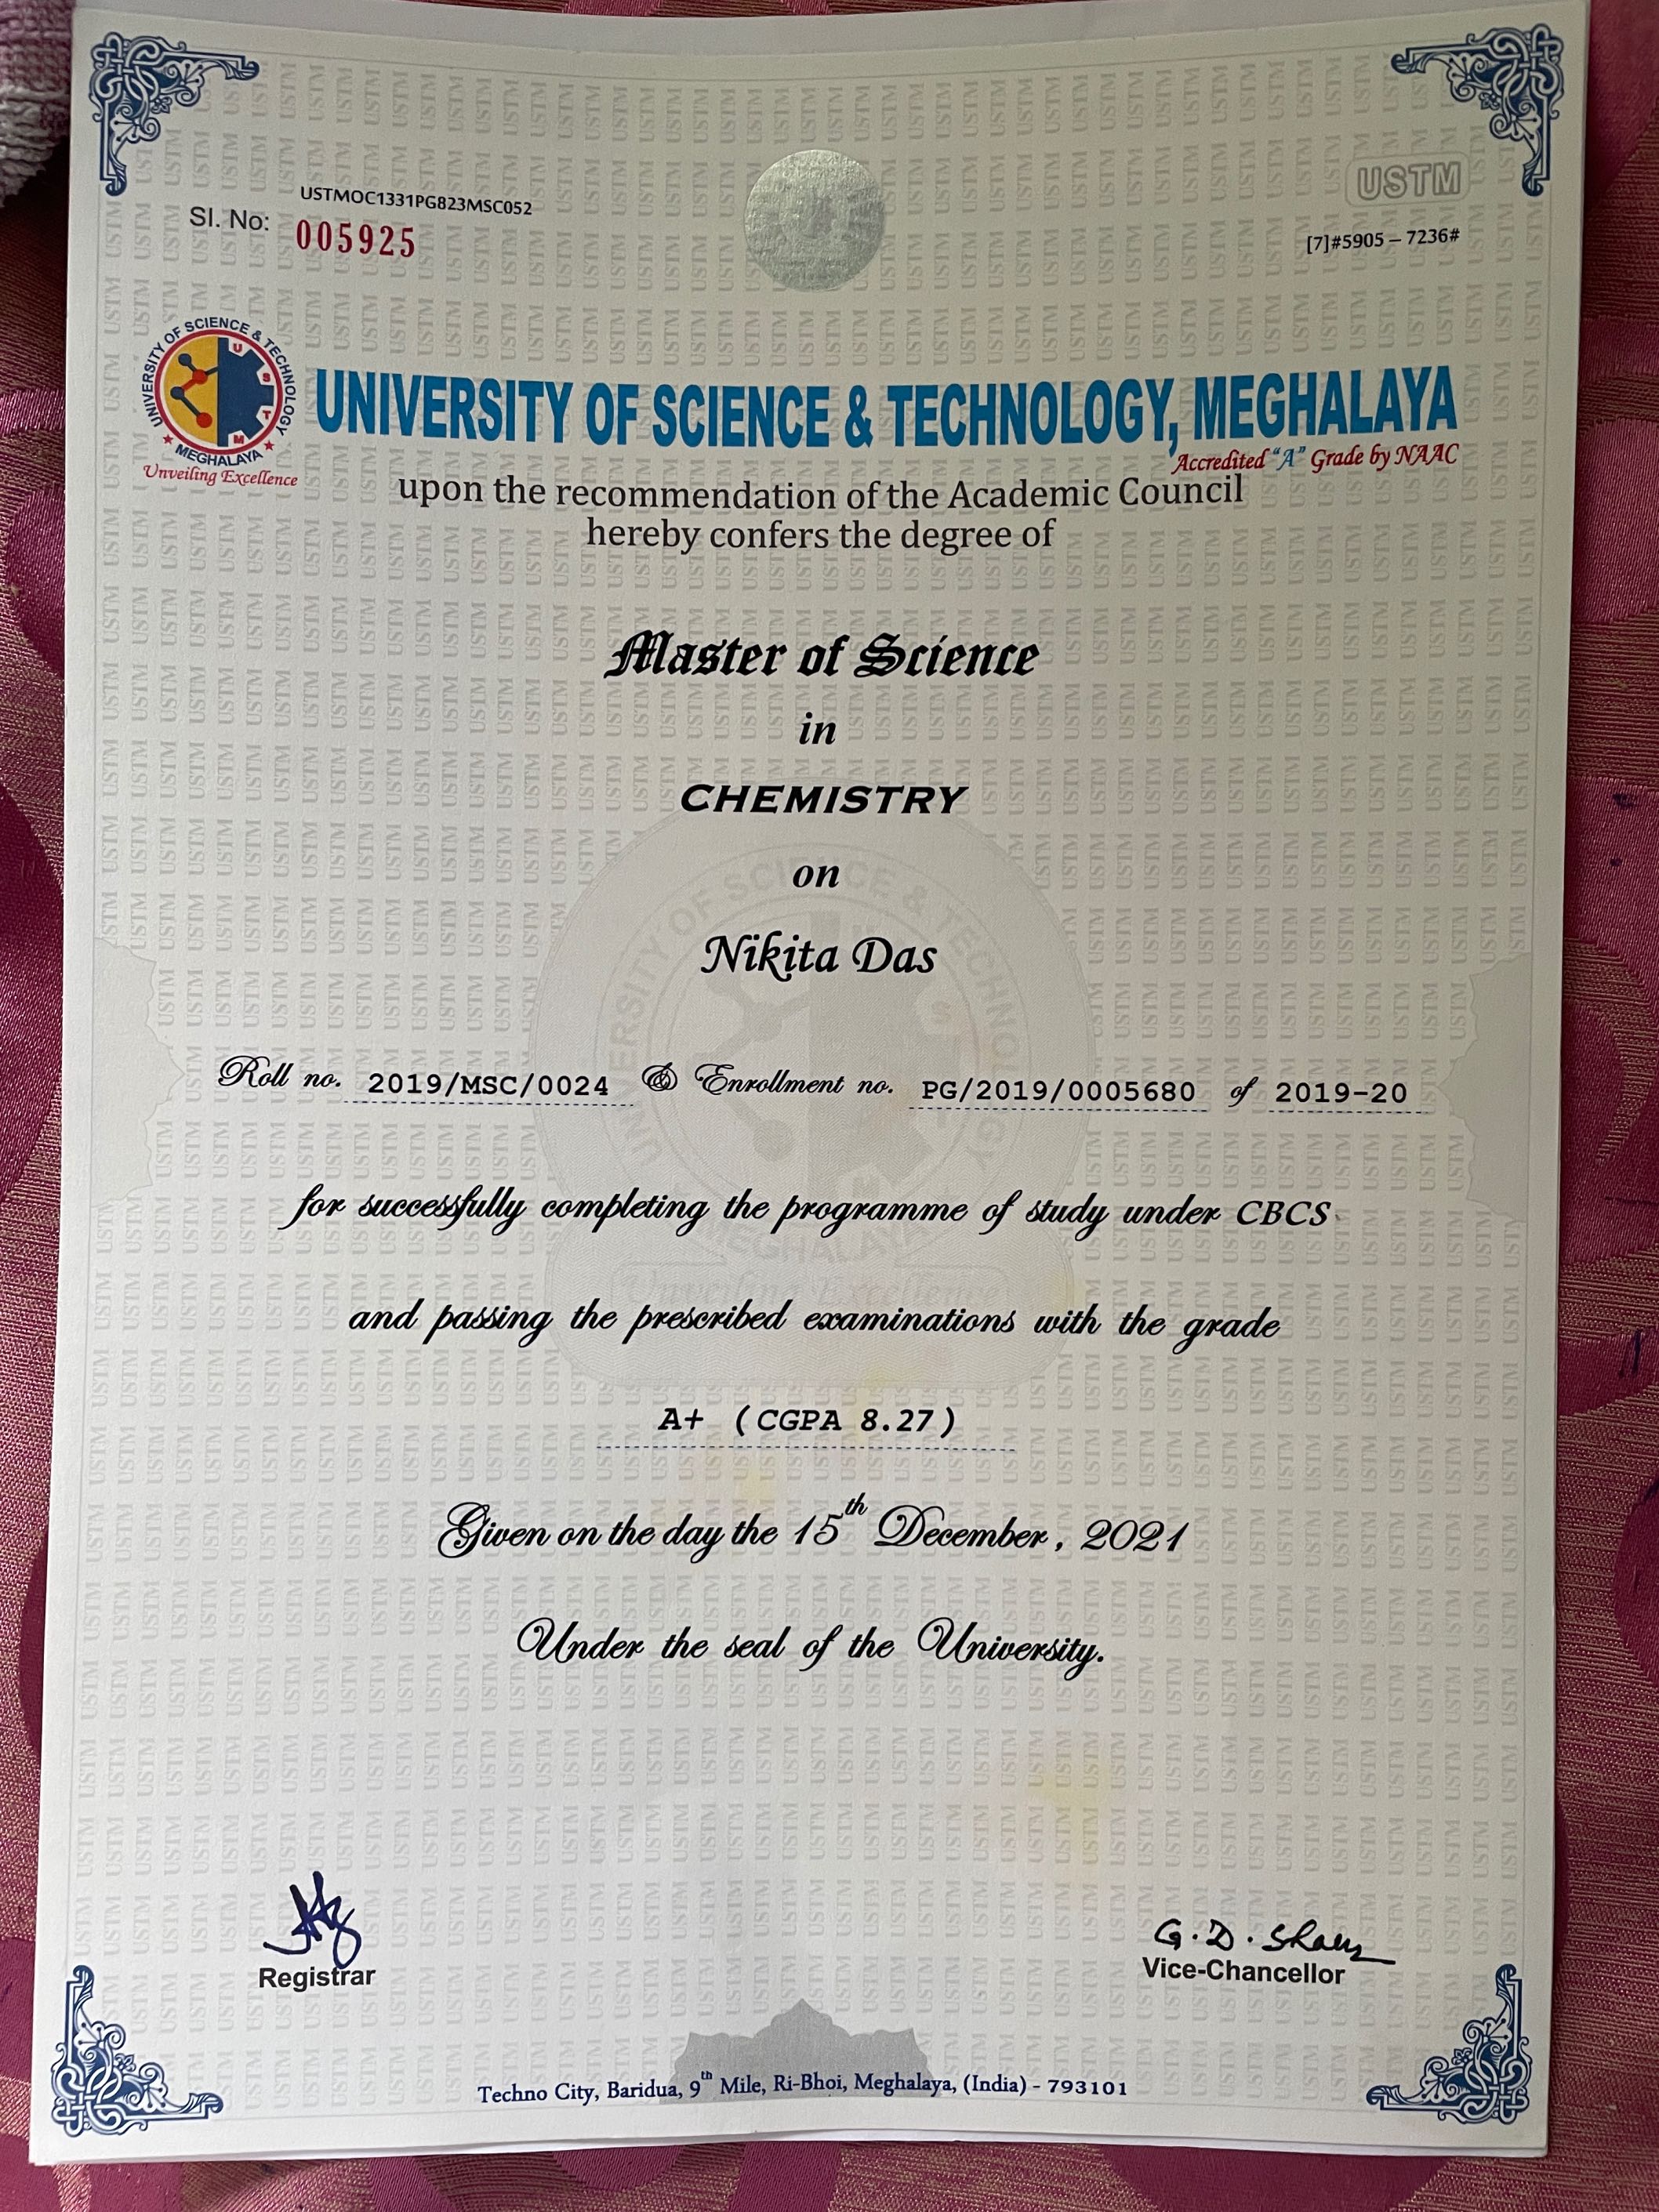 USTMOC1331PG823MSC052
Sl. No: 005925
USTM
[7]#5905 – 7236#
UNIVERSITY OF SCIENCE & TECHNOLOGY
MEGHALAYA
U S T M
Unveiling Excellence
UNIVERSITY OF SCIENCE & TECHNOLOGY, MEGHALAYA
Accredited "A" Grade by NAAC
upon the recommendation of the Academic Council
hereby confers the degree of
Master of Science
in
CHEMISTRY
on
Nikita Das
Roll no. 2019/MSC/0024 & Enrollment no. PG/2019/0005680 of 2019-20
for successfully completing the programme of study under CBCS
and passing the prescribed examinations with the grade
A+ (CGPA 8.27)
Given on the day the 15th December, 2021
Under the seal of the University.
Registrar
G. D. Sharma
Vice-Chancellor
Techno City, Baridua, 9th Mile, Ri-Bhoi, Meghalaya, (India) - 793101